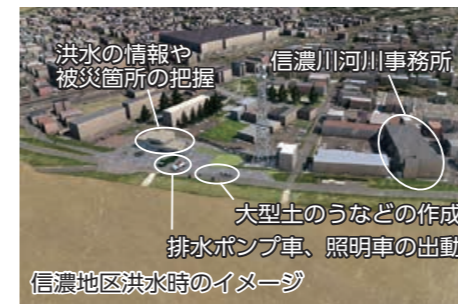 洪水の情報や
被災箇所の把握
信濃川河川事務所
大型土のうなどの作成
排水ポンプ車、照明車の出動
信濃地区洪水時のイメージ